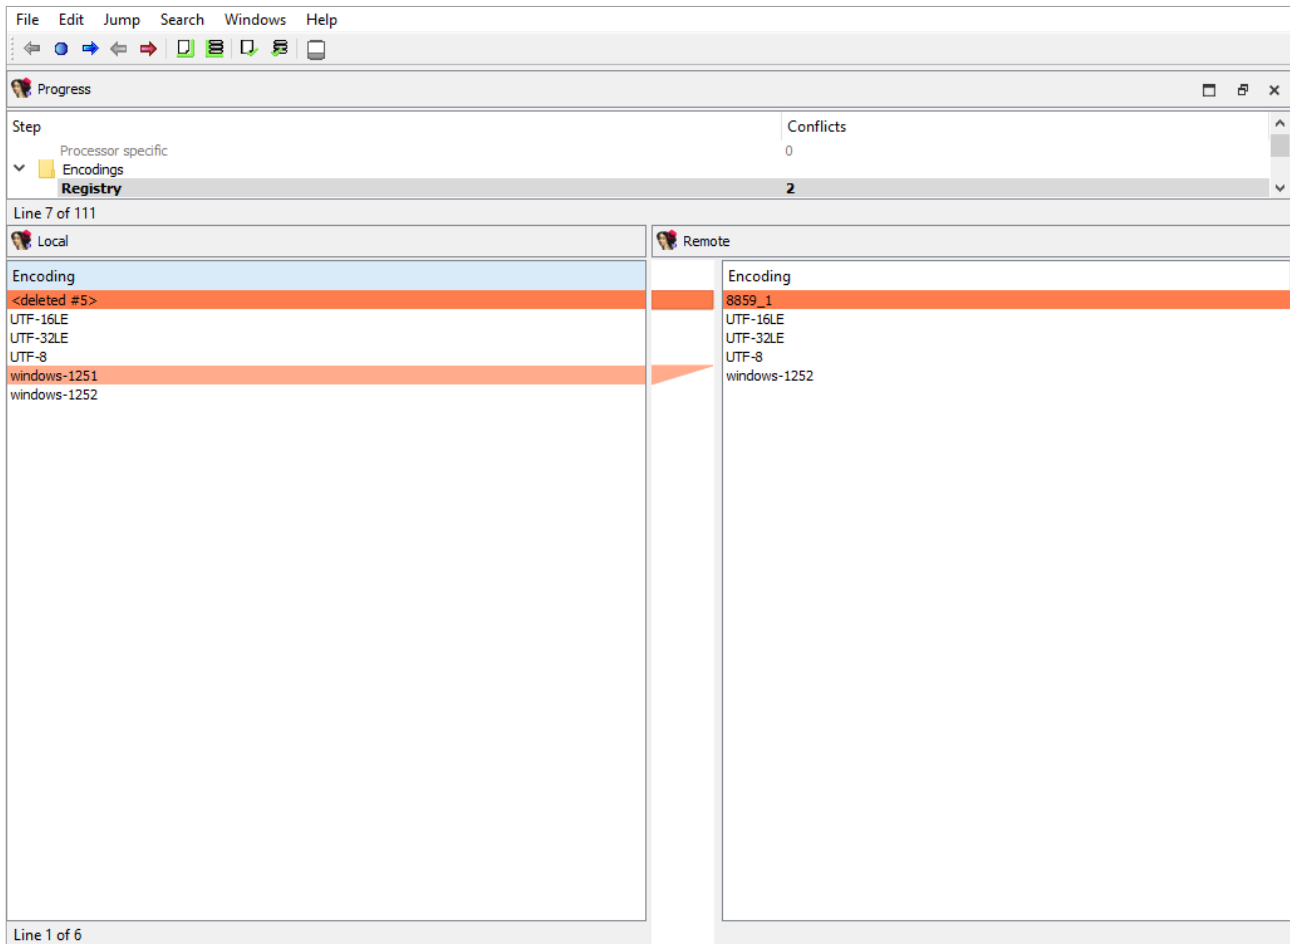 File Edit Jump Search Windows Help
Progress
Step Conflicts
Processor specific 0
Encodings
Registry 2
Line 7 of 111
Local Remote
Encoding Encoding
<deleted #5> 8859_1
UTF-16LE UTF-16LE
UTF-32LE UTF-32LE
UTF-8 UTF-8
windows-1251 windows-1252
windows-1252
Line 1 of 6